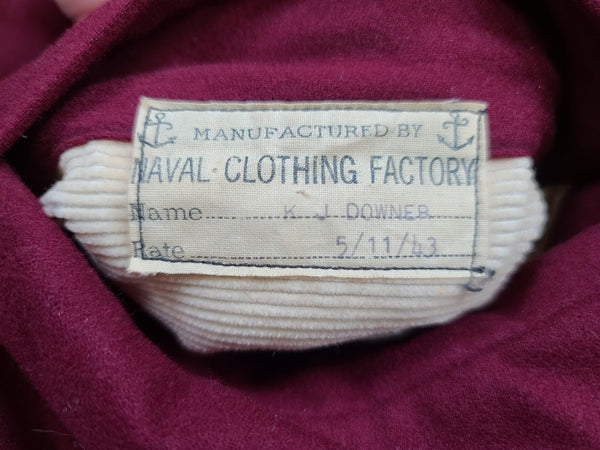 MANUFACTURED BY
NAVAL CLOTHING FACTORY
Name K J DOWNER
Rate 5/11/43